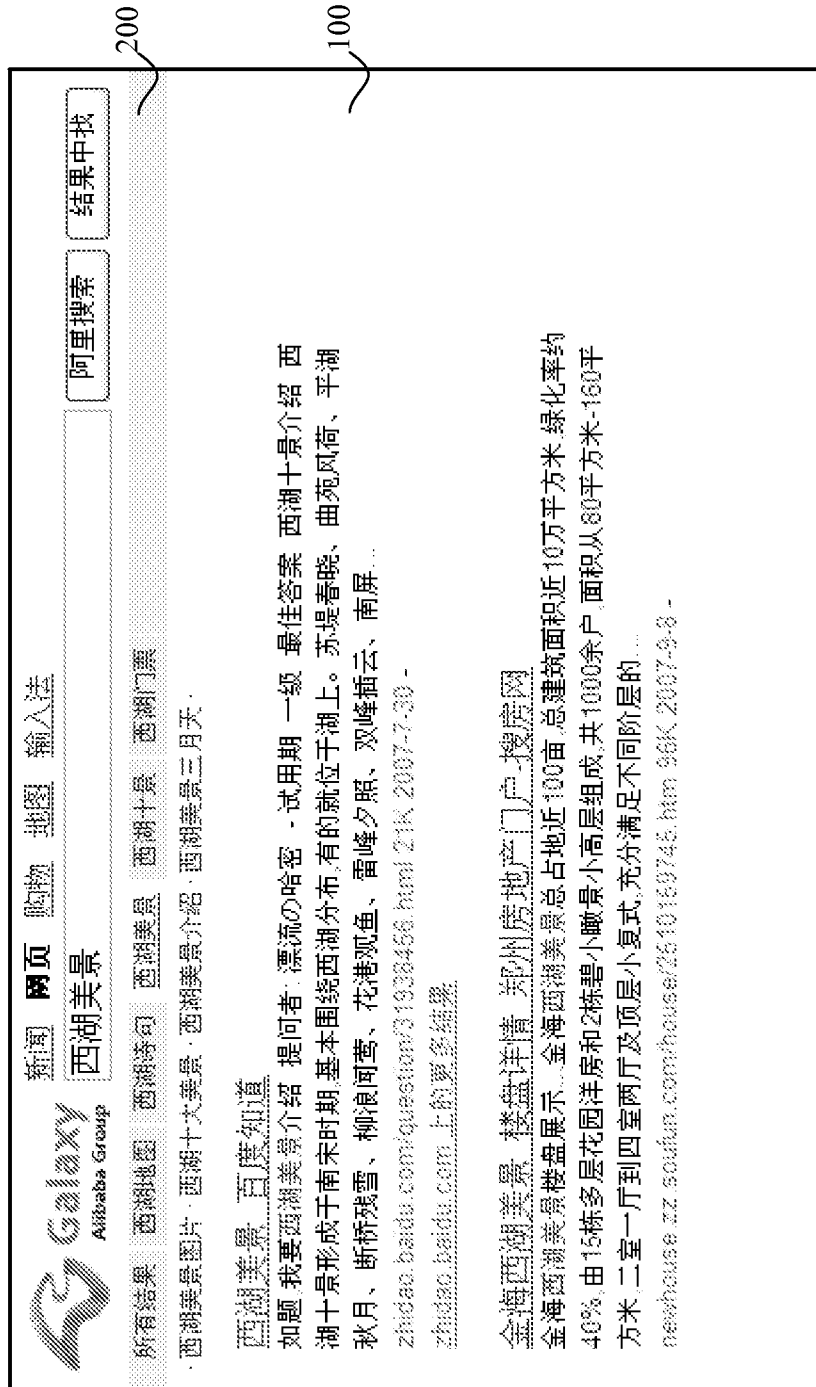 Galaxy
Alibaba Group
新闻 网页 购物 地图 输入法
西湖美景 阿里搜索 结果中找
所有结果 西湖地图 西湖诗句 西湖美景 西湖十景 西湖门票
200
· 西湖美景图片 · 西湖十大美景 · 西湖美景介绍 · 西湖美景三月天 ·
西湖美景 百度知道
如题,我要西湖美景介绍 提问者: 漂流の哈密 - 试用期 一级 最佳答案 西湖十景介绍 西
湖十景形成于南宋时期,基本围绕西湖分布,有的就位于湖上。苏堤春晓、曲苑风荷、平湖
100
秋月、断桥残雪、柳浪闻莺、花港观鱼、雷峰夕照、双峰插云、南屏...
zhidao.baidu.com/question/31938456.html 21K 2007-7-30 -
zhidao.baidu.com 上的更多结果
金海西湖美景 楼盘详情 郑州房地产门户-搜房网
金海西湖美景楼盘展示...金海西湖美景总占地近100亩,总建筑面积近10万平方米,绿化率约
40%,由15栋多层花园洋房和2栋碧小瞰景小高层组成,共1000余户,面积从80平方米-160平
方米,二室一厅到四室两厅及顶层小复式,充分满足不同阶层的...
newhouse.zz.soufun.com/house/2510159746.htm 96K 2007-9-8 -